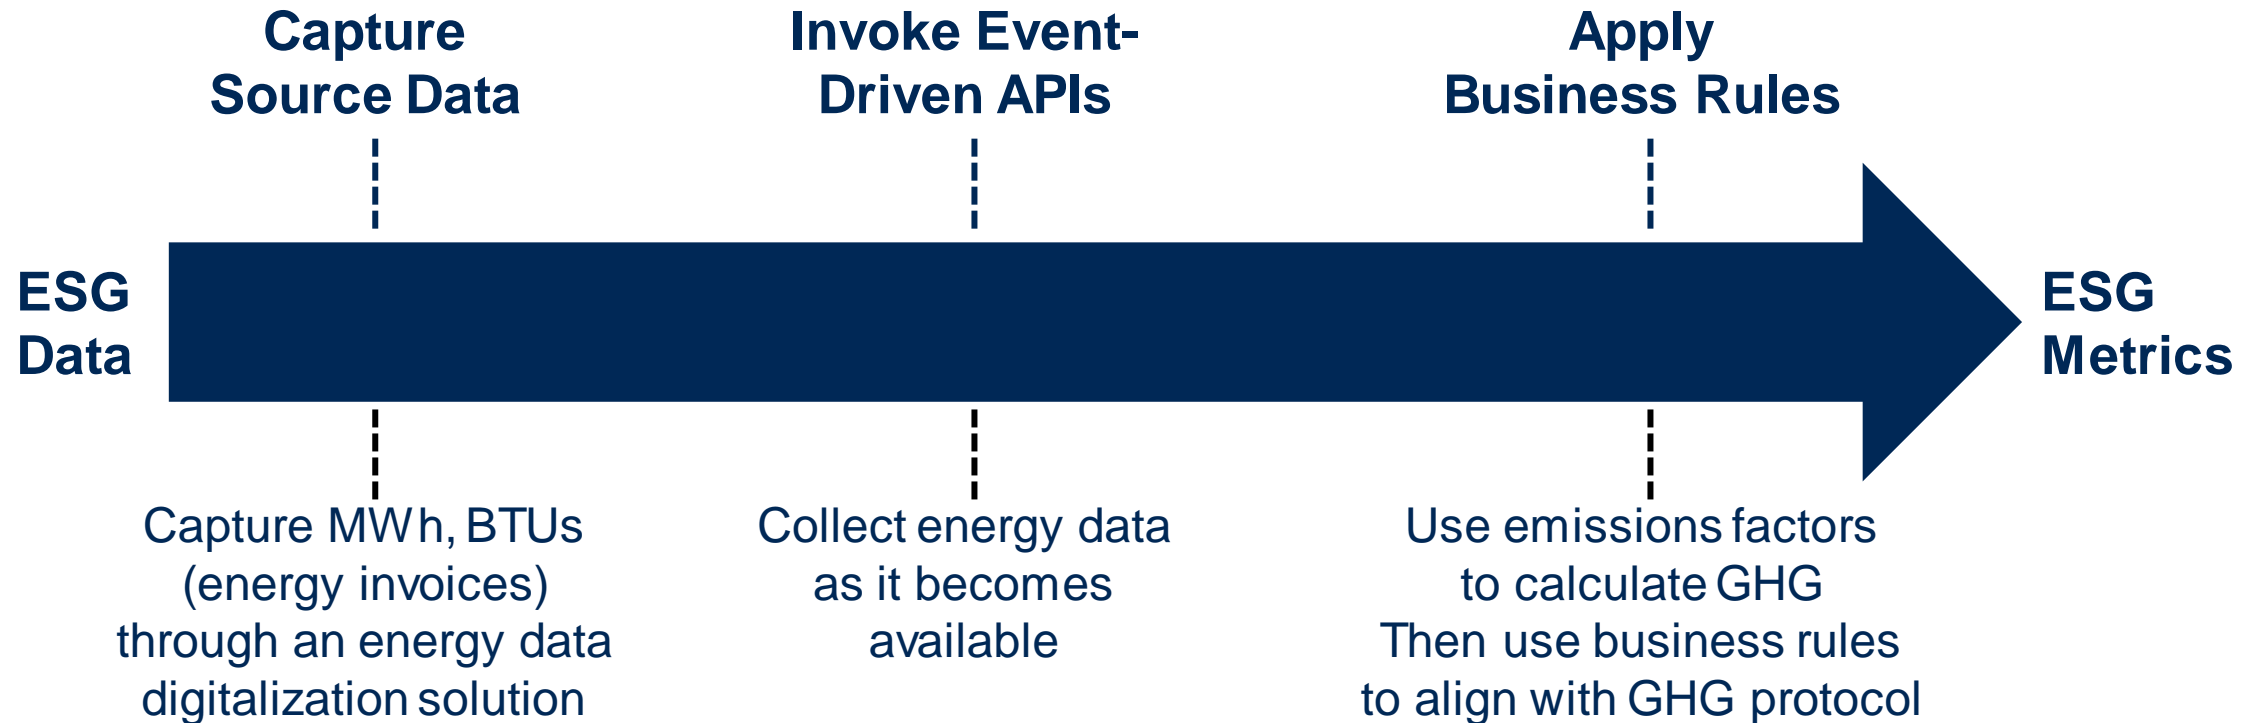 Capture
Source Data
Invoke Event-
Driven APIs
Apply
Business Rules
ESG
Data
ESG
Metrics
Capture MWh, BTUs
(energy invoices)
through an energy data
digitalization solution
Collect energy data
as it becomes
available
Use emissions factors
to calculate GHG
Then use business rules
to align with GHG protocol